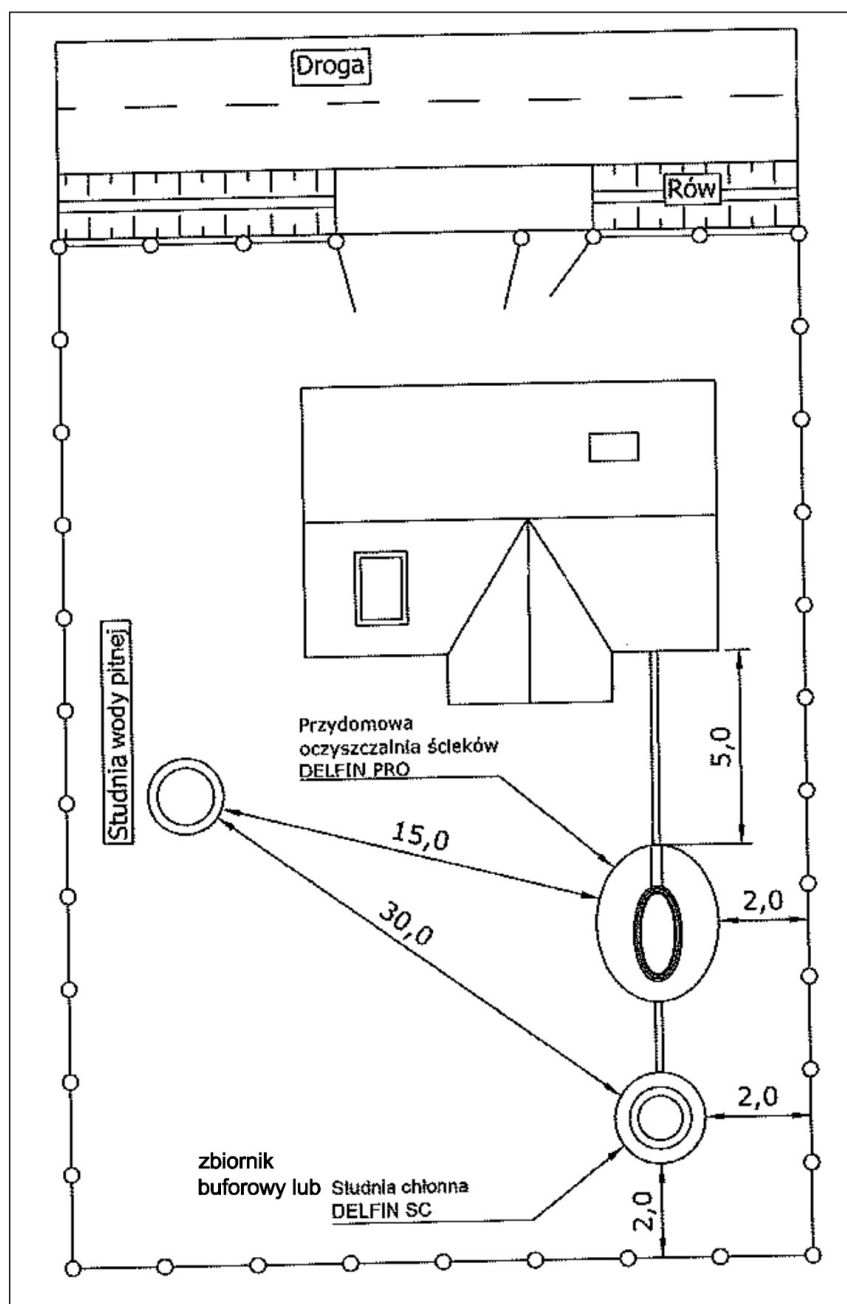 Droga
Rów
Studnia wody pitnej
Przydomowa
oczyszczalnia ścieków
DELFIN PRO
5,0
15,0
2,0
30,0
2,0
zbiornik
buforowy lub Studnia chłonna
DELFIN SC
2,0